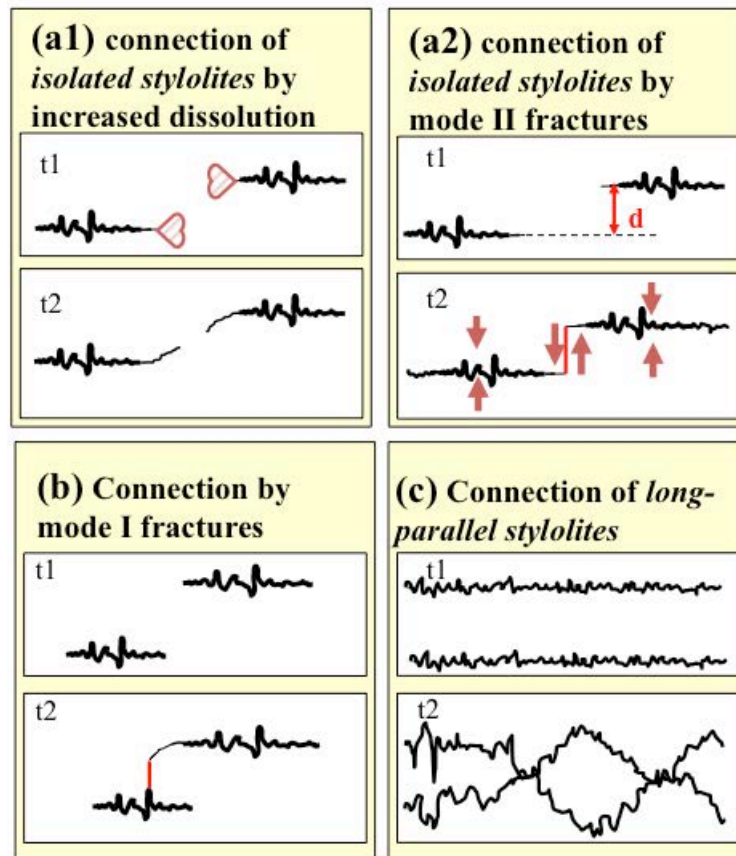 (a1) connection of
isolated stylolites by
increased dissolution
t1
t2
(a2) connection of
isolated stylolites by
mode II fractures
t1
d
t2
(b) Connection by
mode I fractures
t1
t2
(c) Connection of long-
parallel stylolites
t1
t2